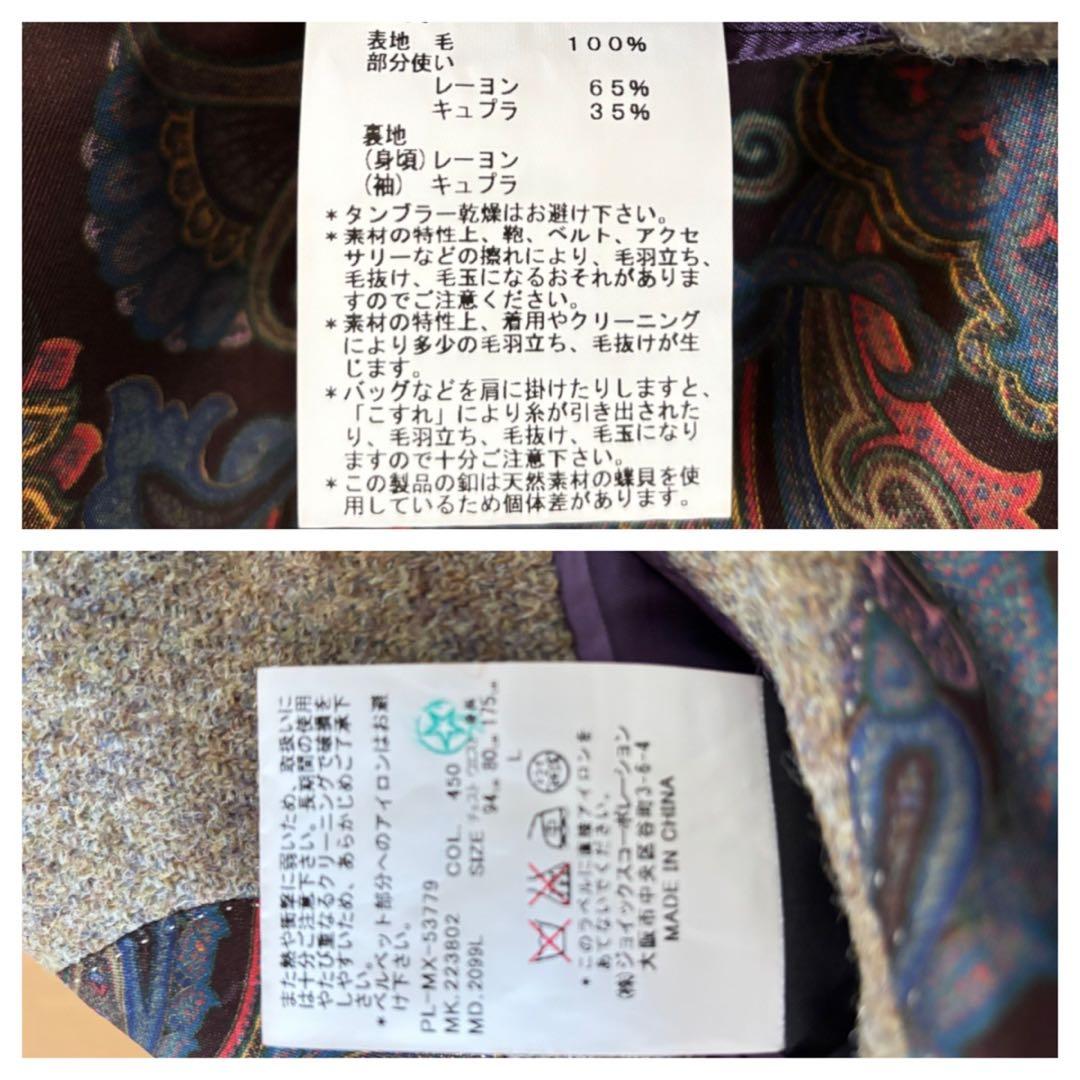 表地 毛 100%
部分使い
レーヨン 65%
キュプラ 35%
裏地
(身頃) レーヨン
(袖) キュプラ
*タンブラー乾燥はお避け下さい。
*素材の特性上、鞄、ベルト、アクセ
サリーなどの擦れにより、毛羽立ち、
毛抜け、毛玉になるおそれがありま
すのでご注意ください。
*素材の特性上、着用やクリーニング
により多少の毛羽立ち、毛抜けが生
じます。
*バッグなどを肩に掛けたりしますと、
「こすれ」により糸が引き出された
り、毛羽立ち、毛抜け、毛玉になり
ますので十分ご注意下さい。
*この製品の釦は天然素材の蝶貝を使
用しているため個体差があります。
また熱や衝撃に弱いため、取扱いに
は十分ご注意下さい。長期間の使用
やたび重なるクリーニングで破損を
しやすいため、あらかじめご了承下
さい。
*ベルベット部分へのアイロンはお避
け下さい。
PL-MX-53779
MK.223802 COL. 450
MD.2099L SIZE チェスト ウエスト 身長
94cm 80cm 175cm
L
*このラベルに直接アイロンを
あてないでください。
(株)ジョイックスコーポレーション
大阪市中央区谷町3-6-4
MADE IN CHINA